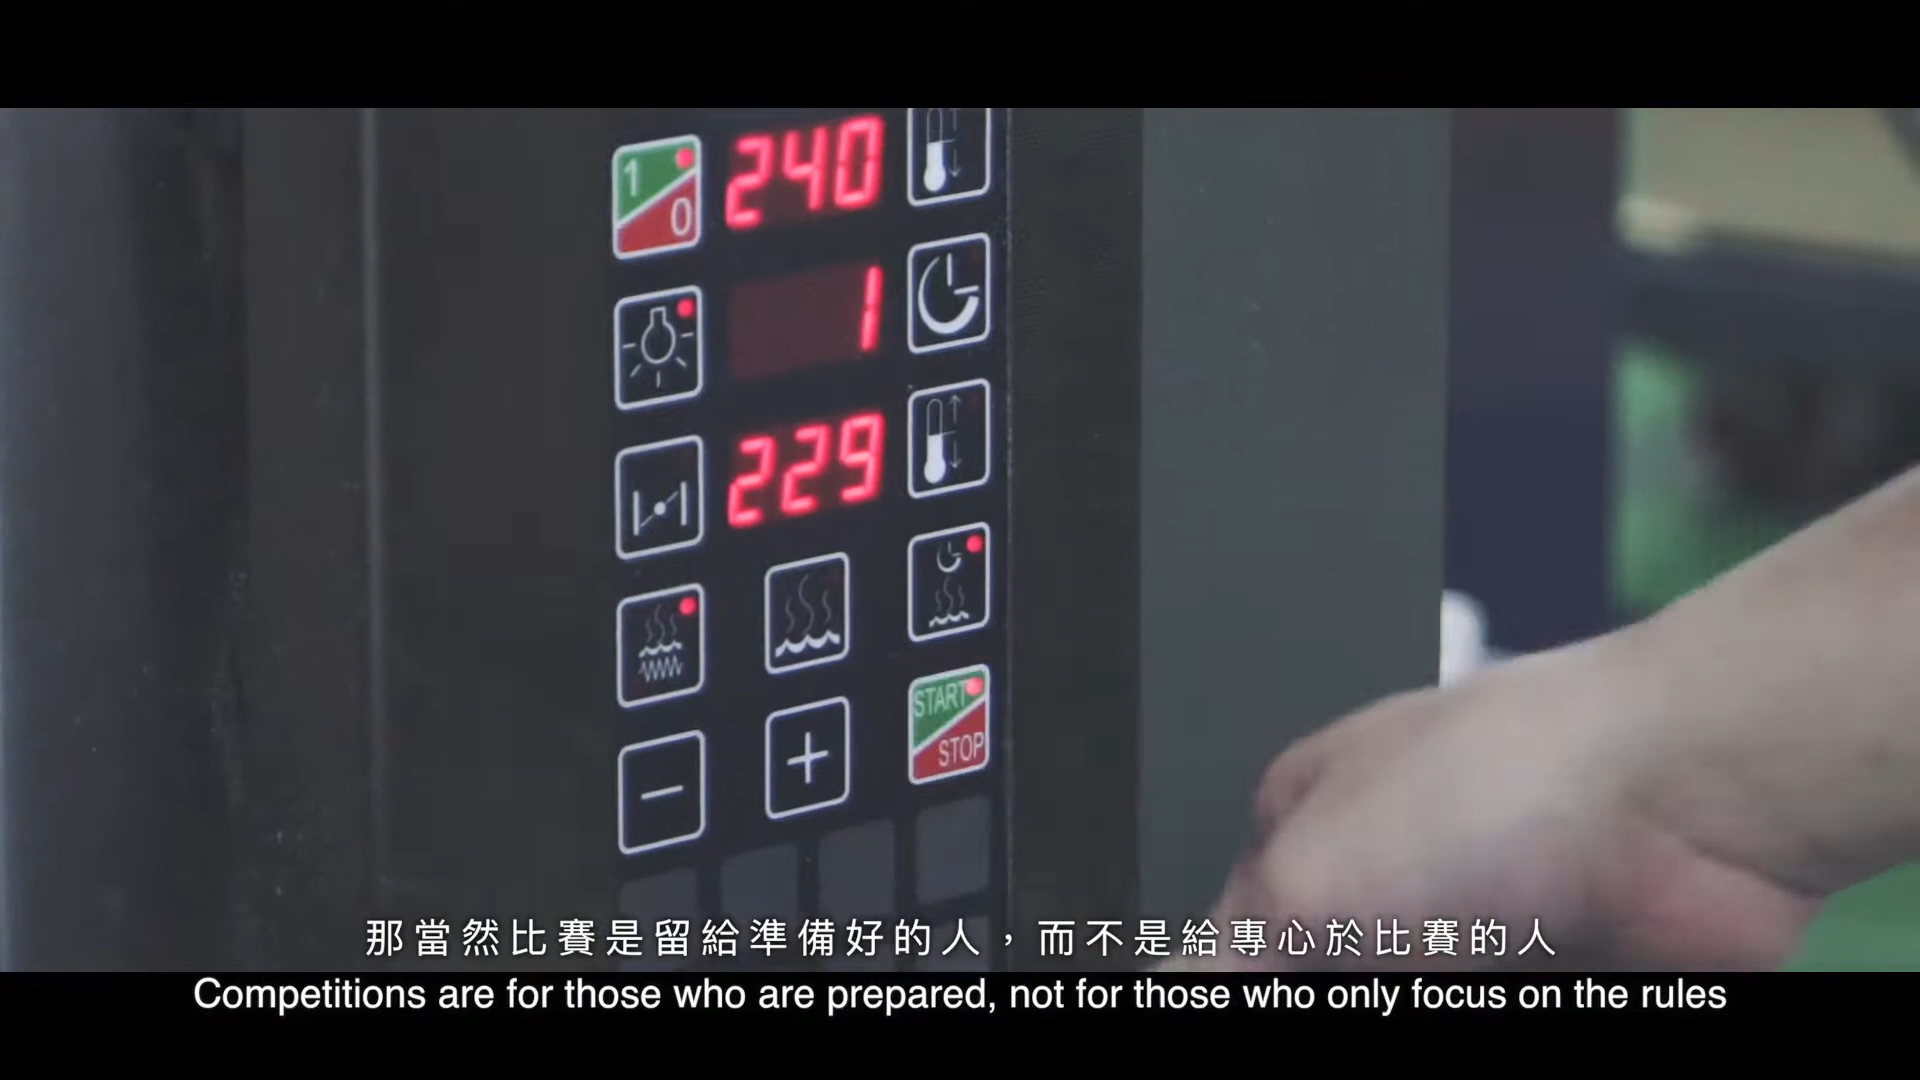 1
0
240
1
229
START
STOP
那當然比賽是留給準備好的人，而不是給專心於比賽的人
Competitions are for those who are prepared, not for those who only focus on the rules